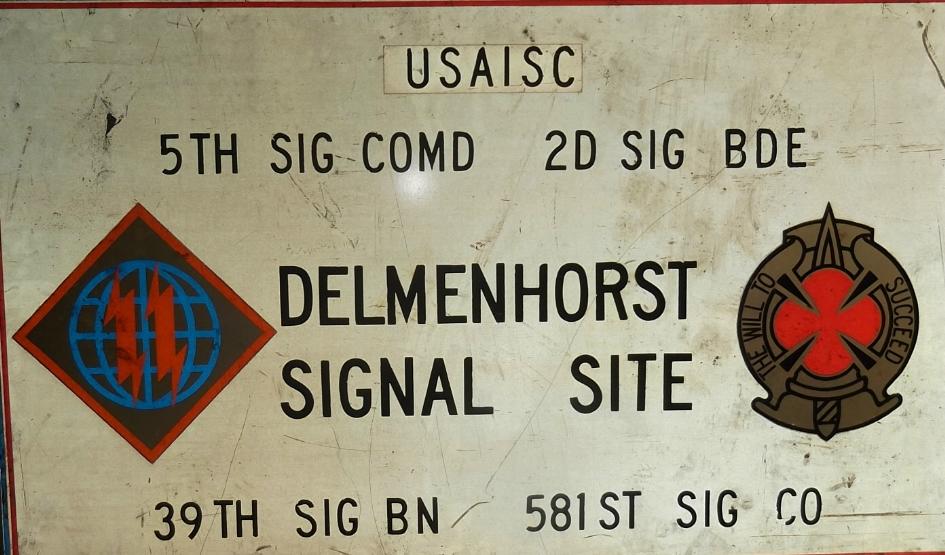 USAISC
5TH SIG COMD 2D SIG BDE
DELMENHORST
SIGNAL SITE
THE WILL TO SUCCEED
39TH SIG BN 581ST SIG CO